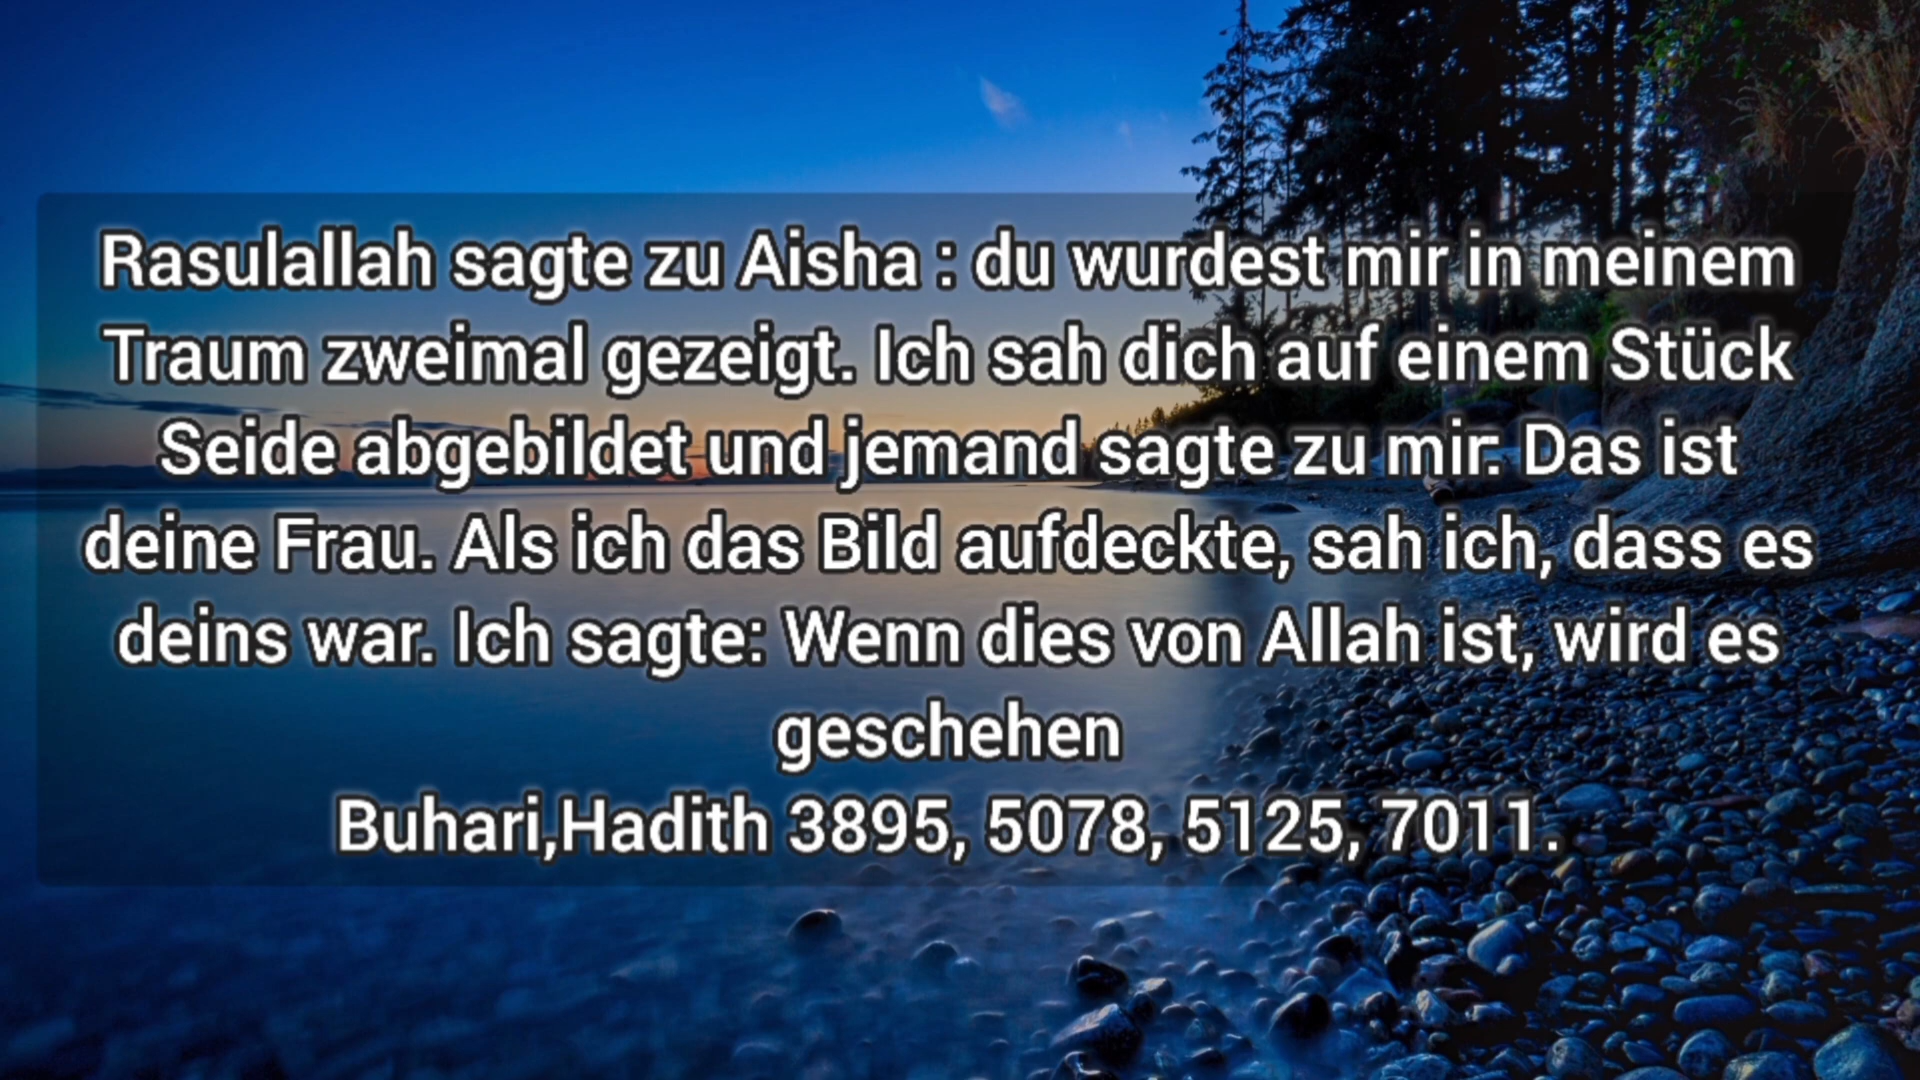 Rasulallah sagte zu Aisha : du wurdest mir in meinem
Traum zweimal gezeigt. Ich sah dich auf einem Stück
Seide abgebildet und jemand sagte zu mir: Das ist
deine Frau. Als ich das Bild aufdeckte, sah ich, dass es
deins war. Ich sagte: Wenn dies von Allah ist, wird es
geschehen
Buhari,Hadith 3895, 5078, 5125, 7011.